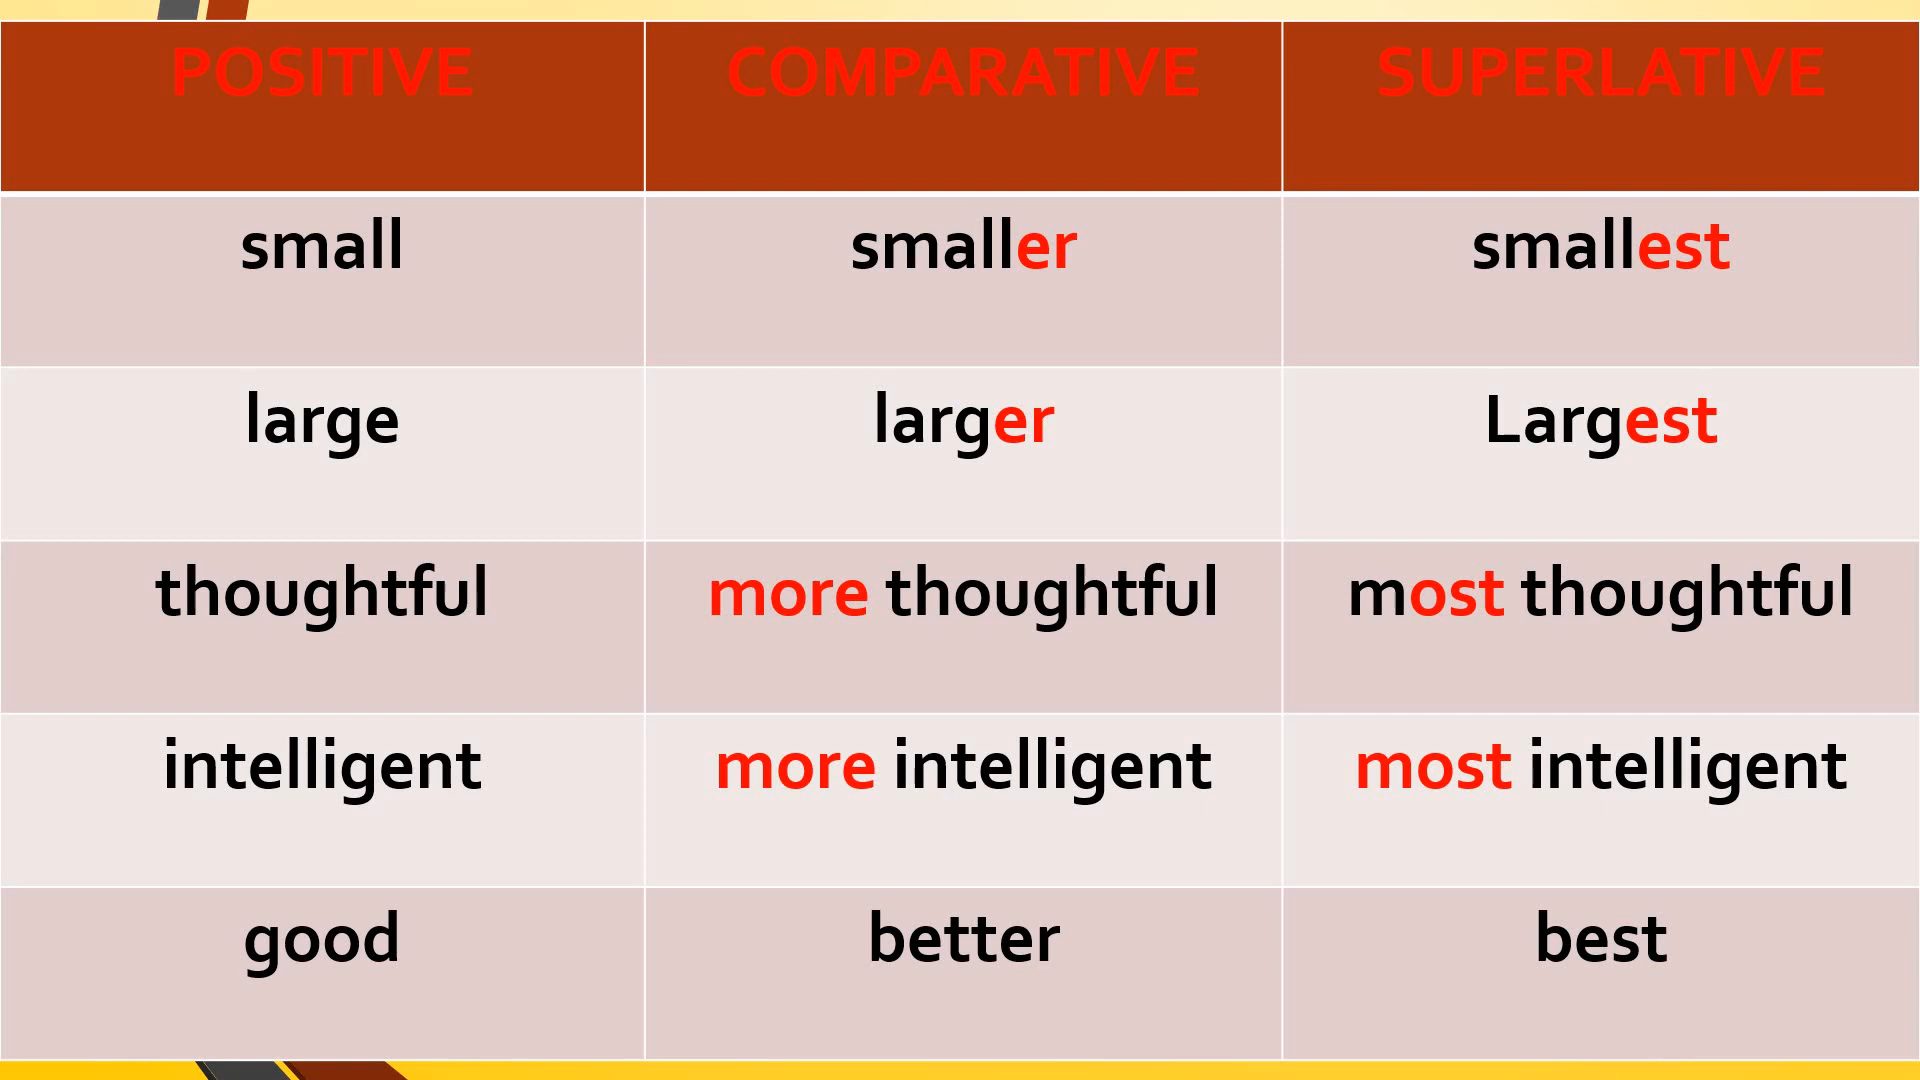 POSITIVE COMPARATIVE SUPERLATIVE
small smaller smallest
large larger Largest
thoughtful more thoughtful most thoughtful
intelligent more intelligent most intelligent
good better best